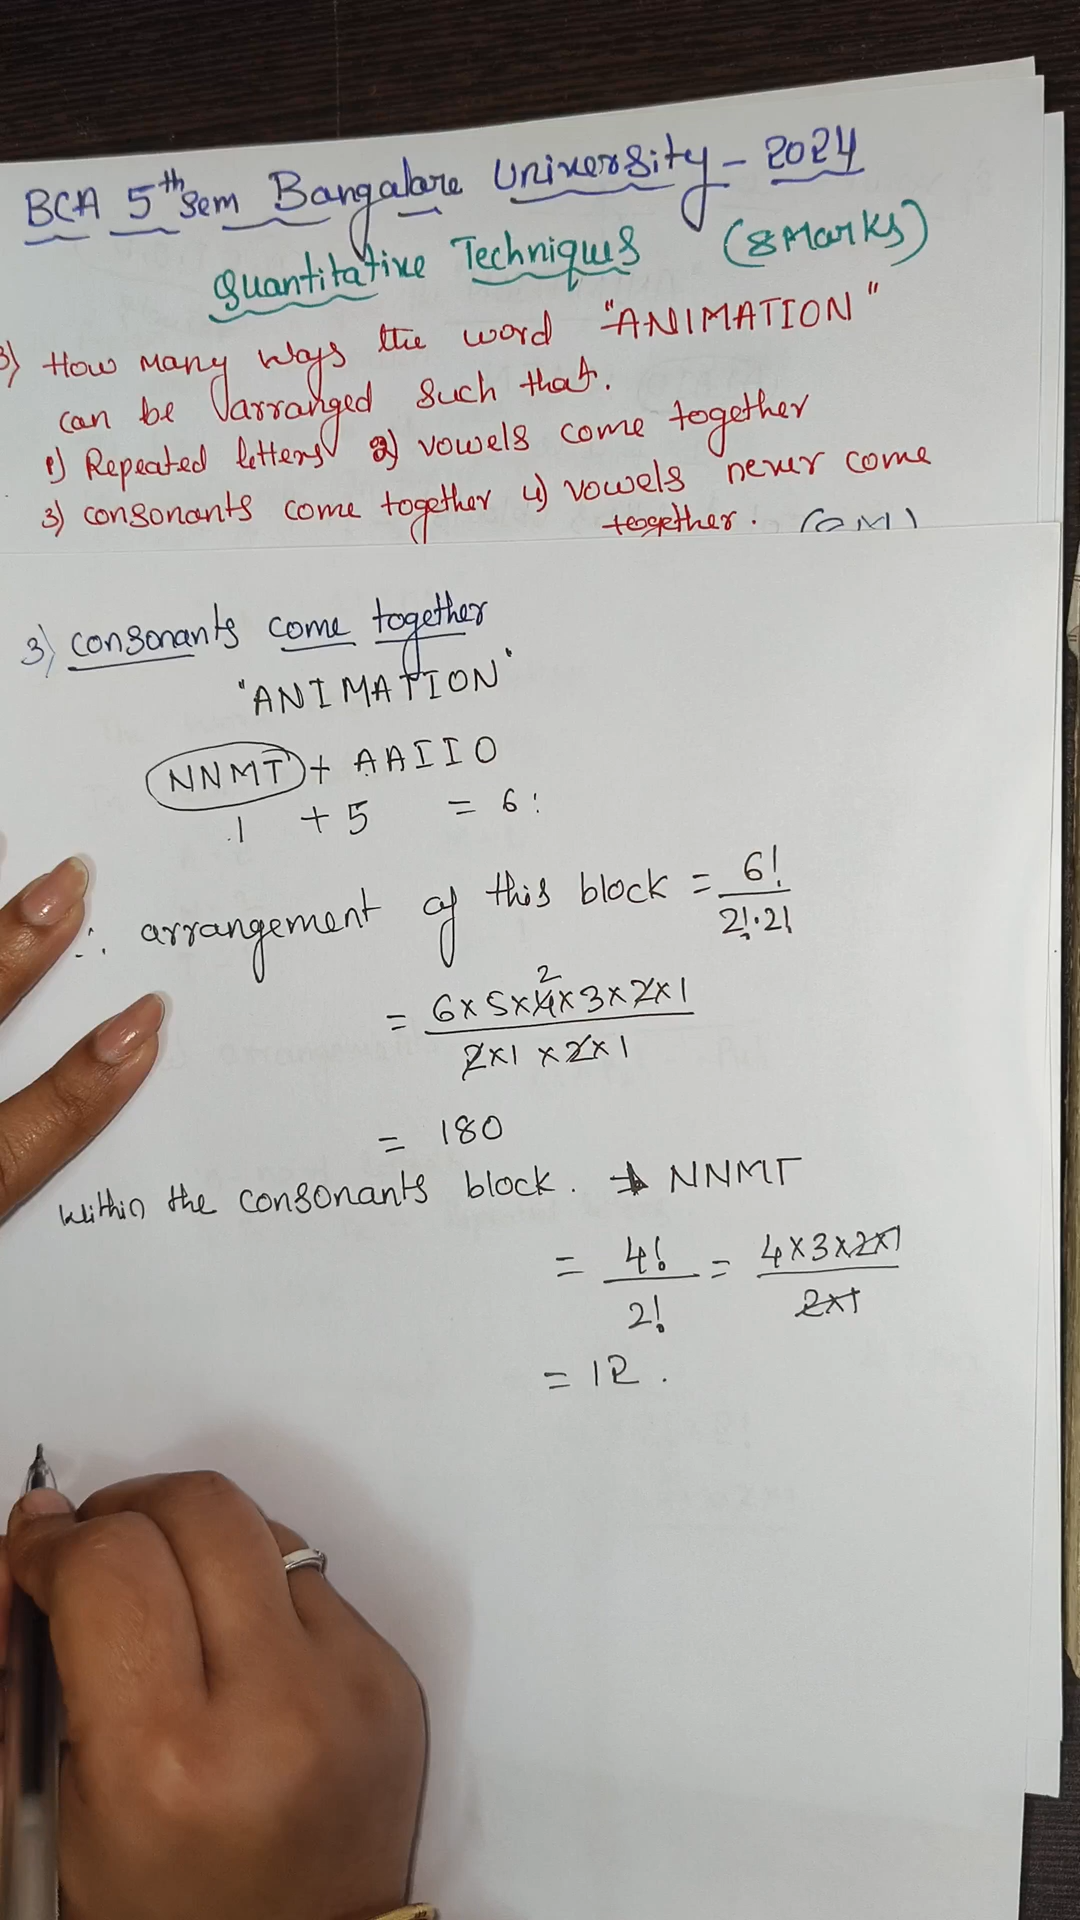 BCA 5th Sem Bangalore University - 2024
Quantitative Techniques (8 Marks)
3) How many ways the word "ANIMATION"
can be arranged such that.
1) Repeated letters 2) vowels come together
3) consonants come together 4) vowels never come
together.
3) consonants come together
"ANIMATION"
NNMT + AAIIO
1 + 5 = 6!
∴ arrangement of this block = 6! / 2!·2!
= 6×5×4×3×2×1 / 2×1×2×1
2
= 180
within the consonants block. → NNMT
= 4! / 2! = 4×3×2×1 / 2×1
= 12.